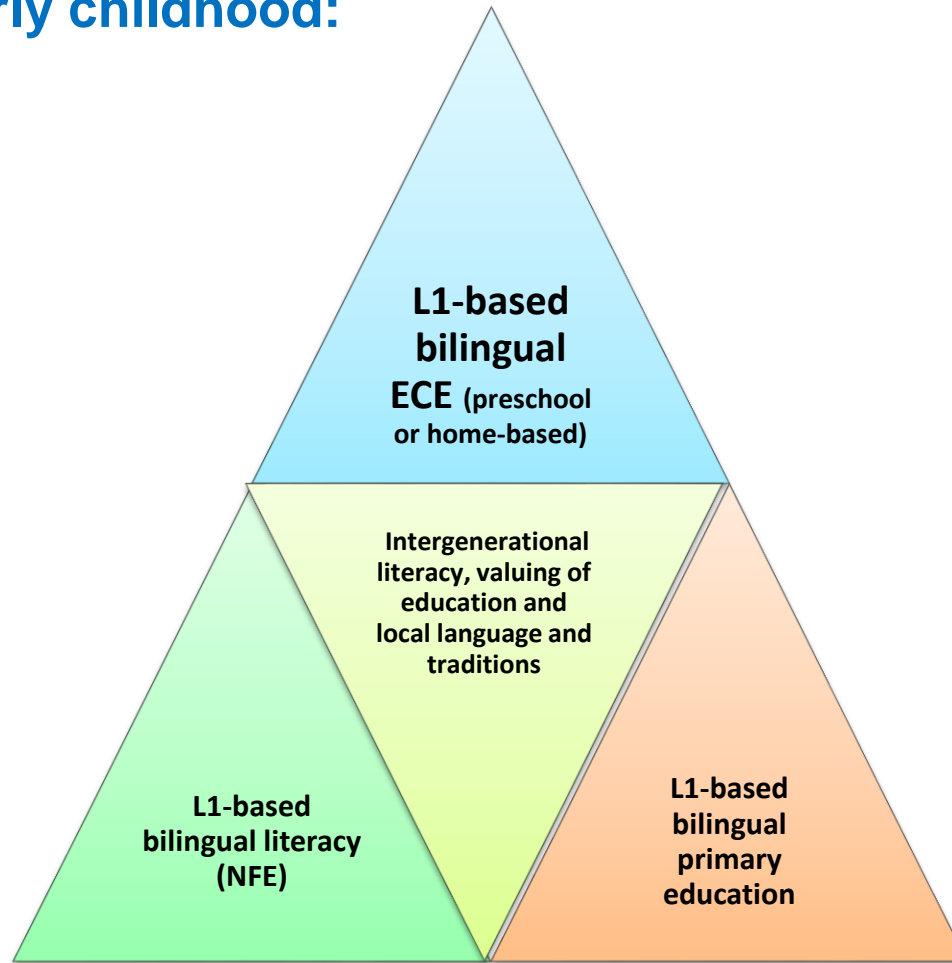 rly childhood:
L1-based
bilingual
ECE (preschool
or home-based)
Intergenerational
literacy, valuing of
education and
local language and
traditions
L1-based
bilingual literacy
(NFE)
L1-based
bilingual
primary
education